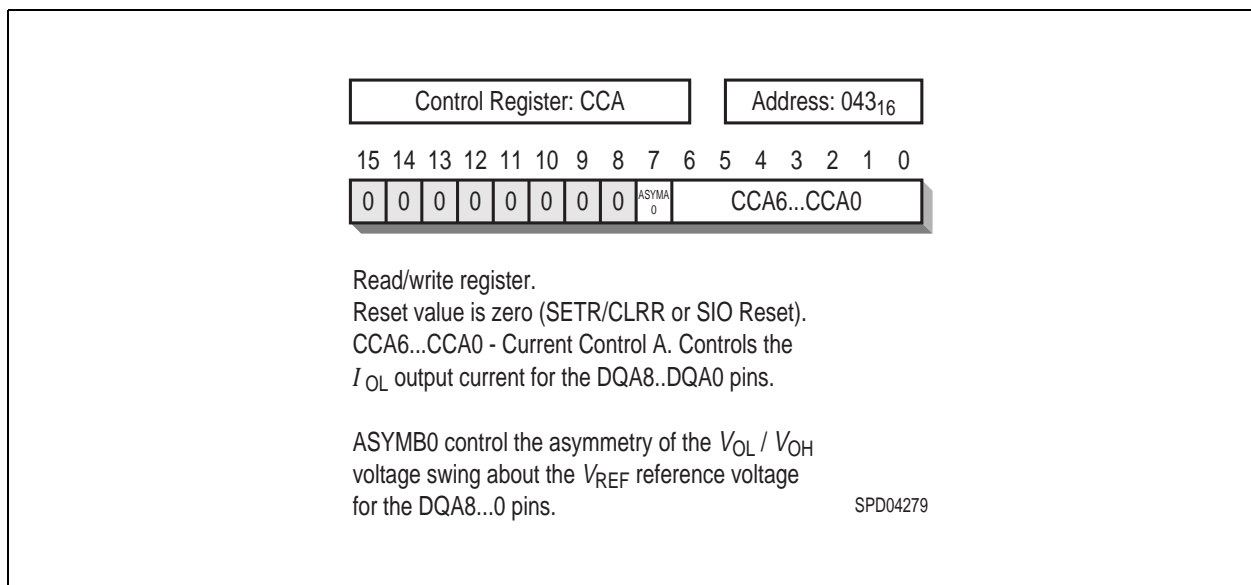 Control Register: CCA
Address: 043₁₆
15 14 13 12 11 10 9 8 7 6 5 4 3 2 1 0
0 0 0 0 0 0 0 0 ASYMA0 CCA6...CCA0
Read/write register.
Reset value is zero (SETR/CLRR or SIO Reset).
CCA6...CCA0 - Current Control A. Controls the
I OL output current for the DQA8..DQA0 pins.
ASYMB0 control the asymmetry of the VOL / VOH
voltage swing about the VREF reference voltage
for the DQA8...0 pins.
SPD04279